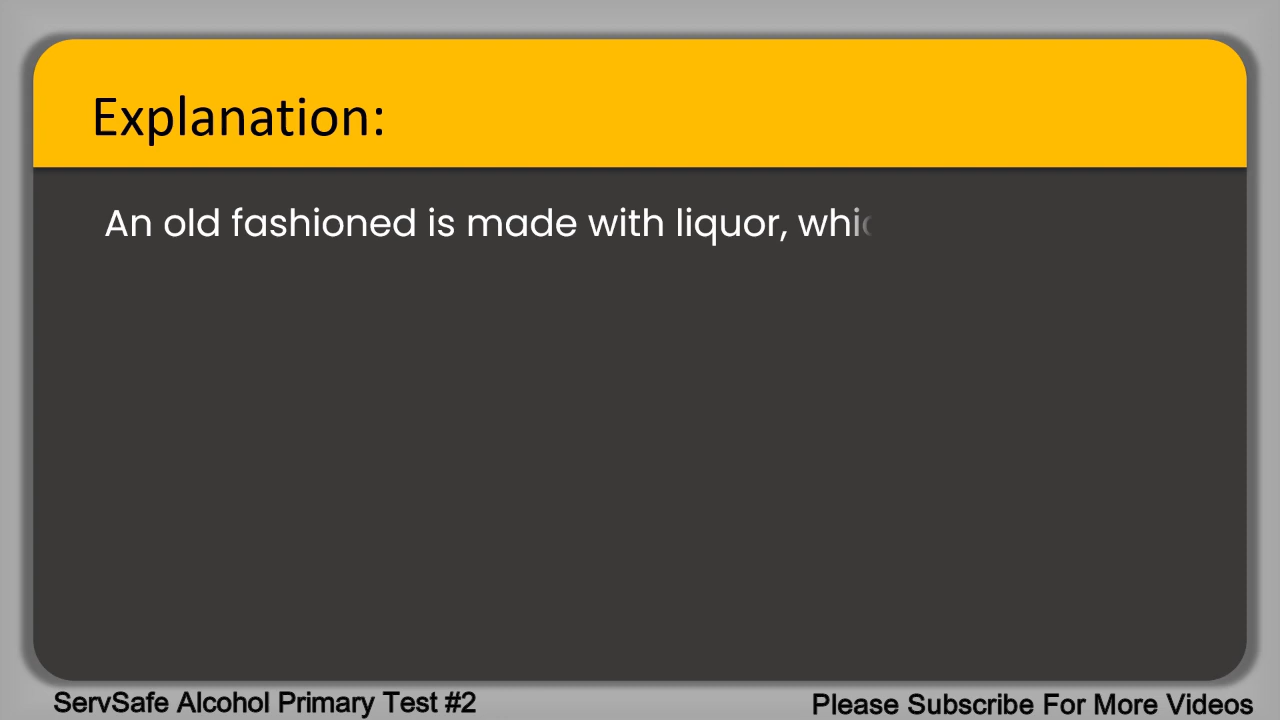 Explanation:
An old fashioned is made with liquor,
ServSafe Alcohol Primary Test #2
Please Subscribe For More Videos